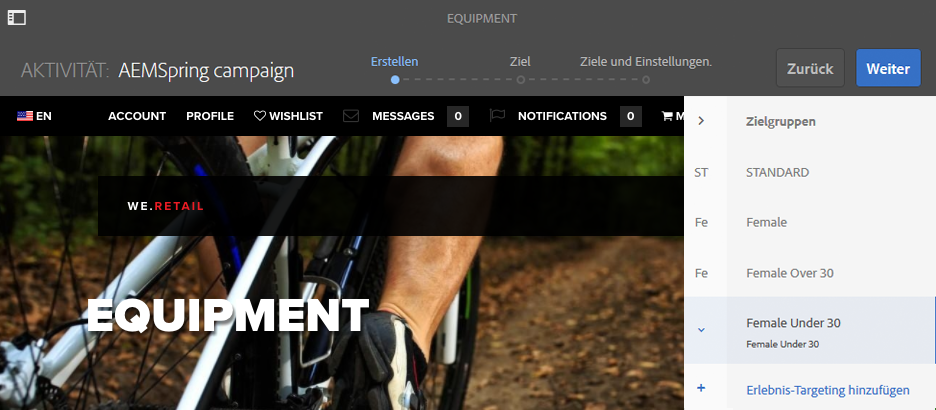 EQUIPMENT
AKTIVITÄT: AEMSpring campaign
Erstellen Ziel Ziele und Einstellungen.
Zurück Weiter
EN ACCOUNT PROFILE WISHLIST MESSAGES 0 NOTIFICATIONS 0 M
Zielgruppen
ST STANDARD
WE.RETAIL
Fe Female
Fe Female Over 30
EQUIPMENT
Female Under 30
Female Under 30
+ Erlebnis-Targeting hinzufügen